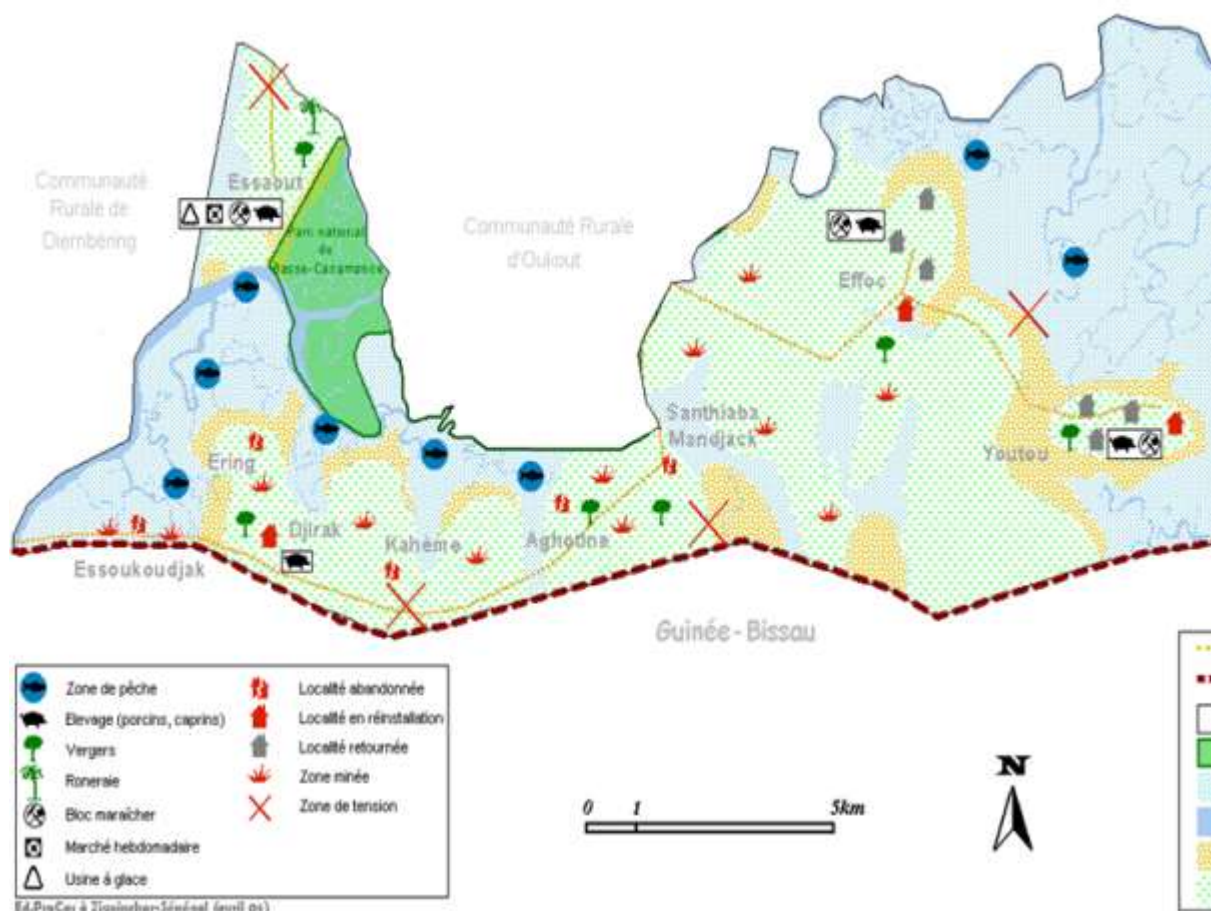 Communauté
Rurale de
Diembéring
Essaout
Parc national
de
Basse-Casamance
Communauté Rurale
d'Oukout
Effoc
Santhiaba
Mandjack
Youtou
Ering
Djirak
Kahème
Aghotine
Essoukoudjak
Guinée-Bissau
Zone de pêche
Elevage (porcins, caprins)
Vergers
Roneraie
Bloc maraîcher
Marché hebdomadaire
Usine à glace
Localité abandonnée
Localité en réinstallation
Localité retournée
Zone minée
Zone de tension
0 1 5km
N